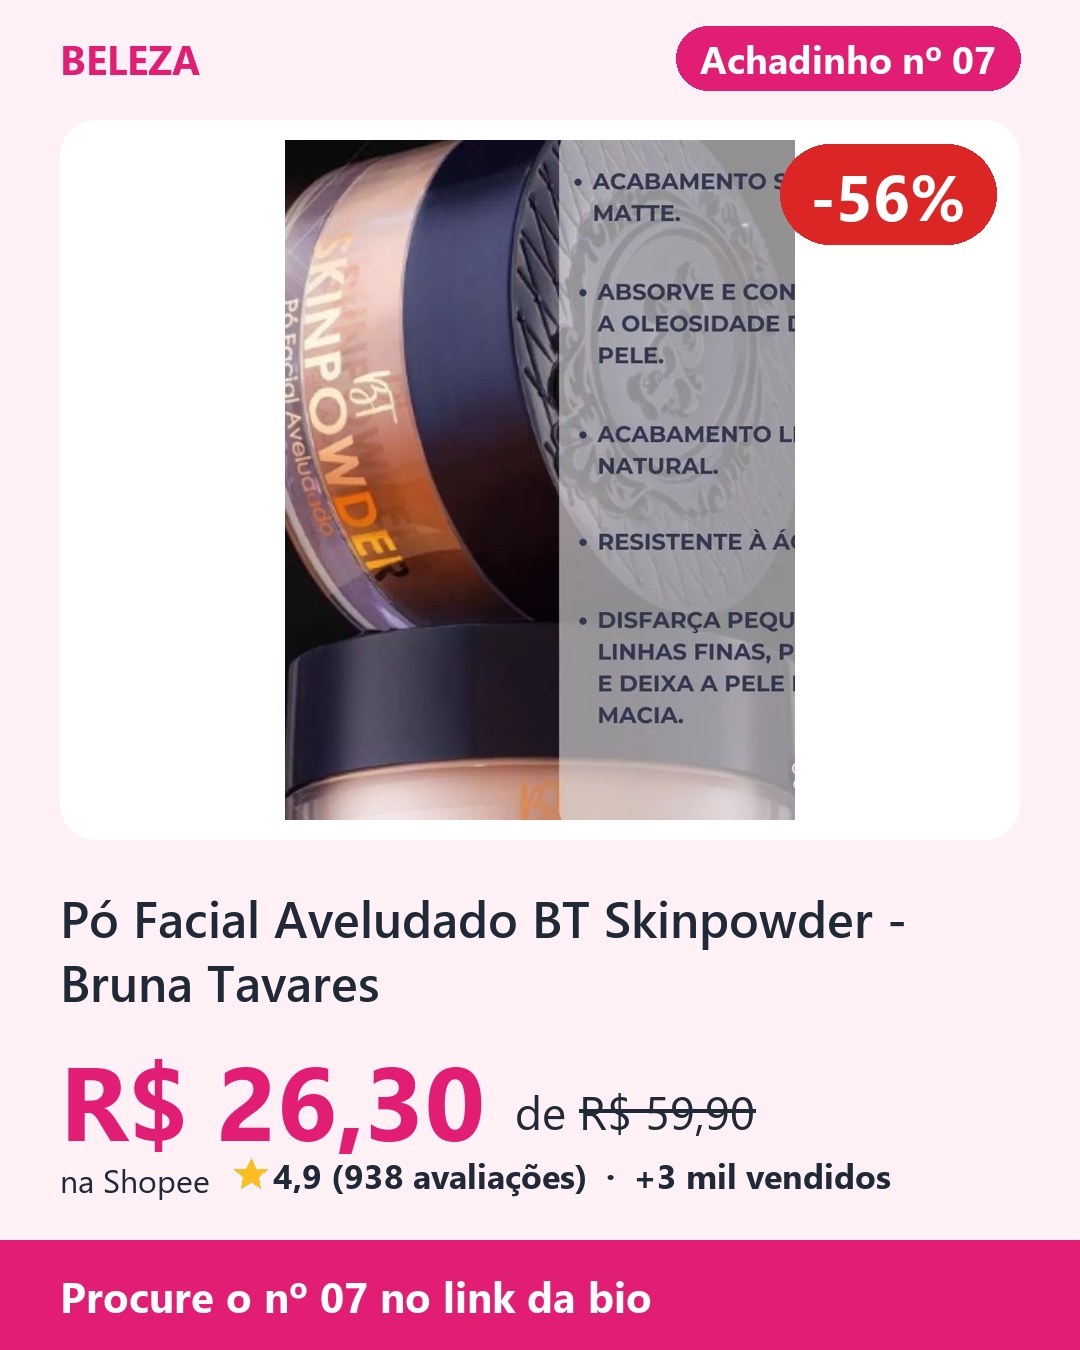 BELEZA
Achadinho nº 07
-56%
• ACABAMENTO
MATTE.
• ABSORVE E
A OLEOSIDADE
PELE.
• ACABAMENTO
NATURAL.
• RESISTENTE À
• DISFARÇA
LINHAS FINAS,
E DEIXA A PELE
MACIA.
SKINPOWDER
Pó Facial Aveludado
BT
Pó Facial Aveludado BT Skinpowder -
Bruna Tavares
R$ 26,30 de R$ 59,90
na Shopee 4,9 (938 avaliações) · +3 mil vendidos
Procure o nº 07 no link da bio